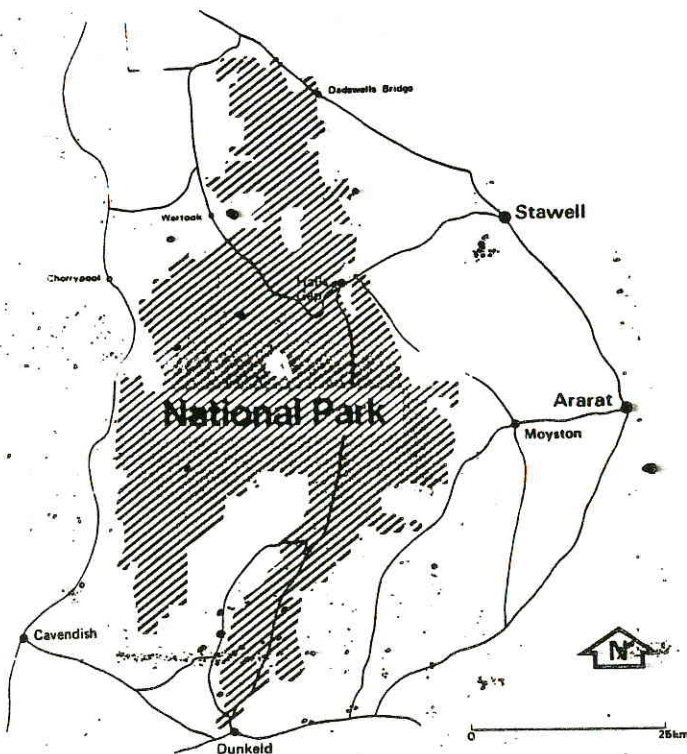 Dadswells Bridge
Stawell
Wartook
Cherrypool
Halls
Gap
National Park
Ararat
Moyston
Cavendish
N
0 25km
Dunkeld